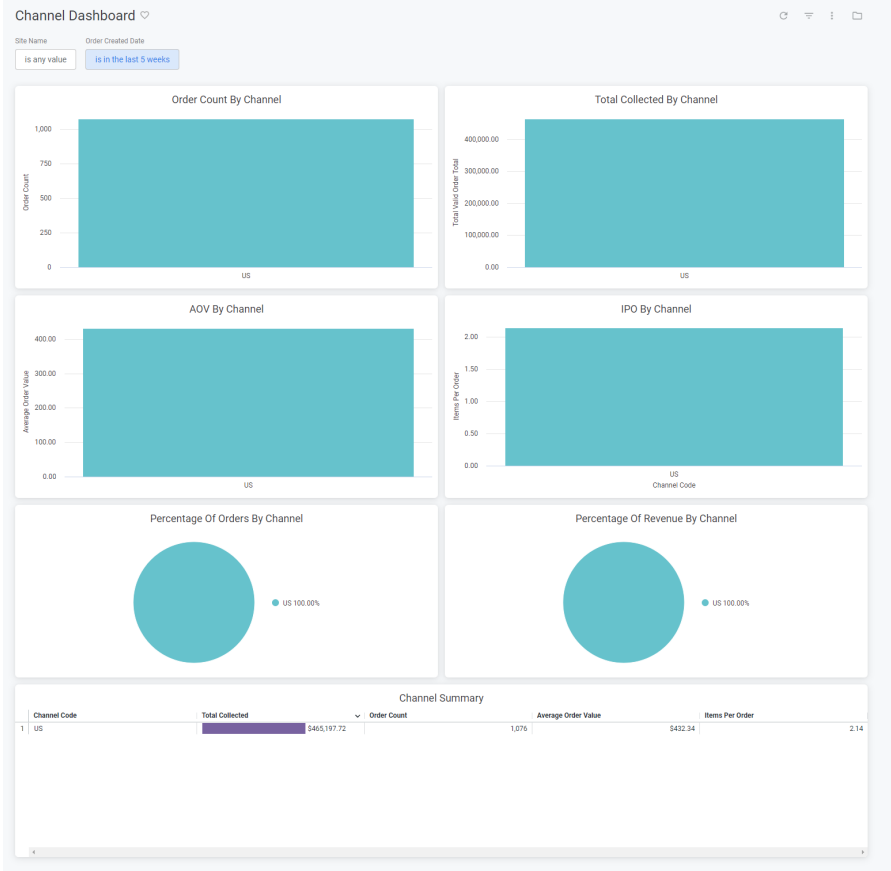 Channel Dashboard
Site Name
Order Created Date
is any value
is in the last 5 weeks
Order Count By Channel
Order Count
1,000
750
500
250
0
US
Total Collected By Channel
Total Valid Order Total
400,000.00
300,000.00
200,000.00
100,000.00
0.00
US
AOV By Channel
Average Order Value
400.00
300.00
200.00
100.00
0.00
US
IPO By Channel
Items Per Order
2.00
1.50
1.00
0.50
0.00
US
Channel Code
Percentage Of Orders By Channel
US 100.00%
Percentage Of Revenue By Channel
US 100.00%
Channel Summary
Channel Code Total Collected Order Count Average Order Value Items Per Order
1 US $465,197.72 1,076 $432.34 2.14